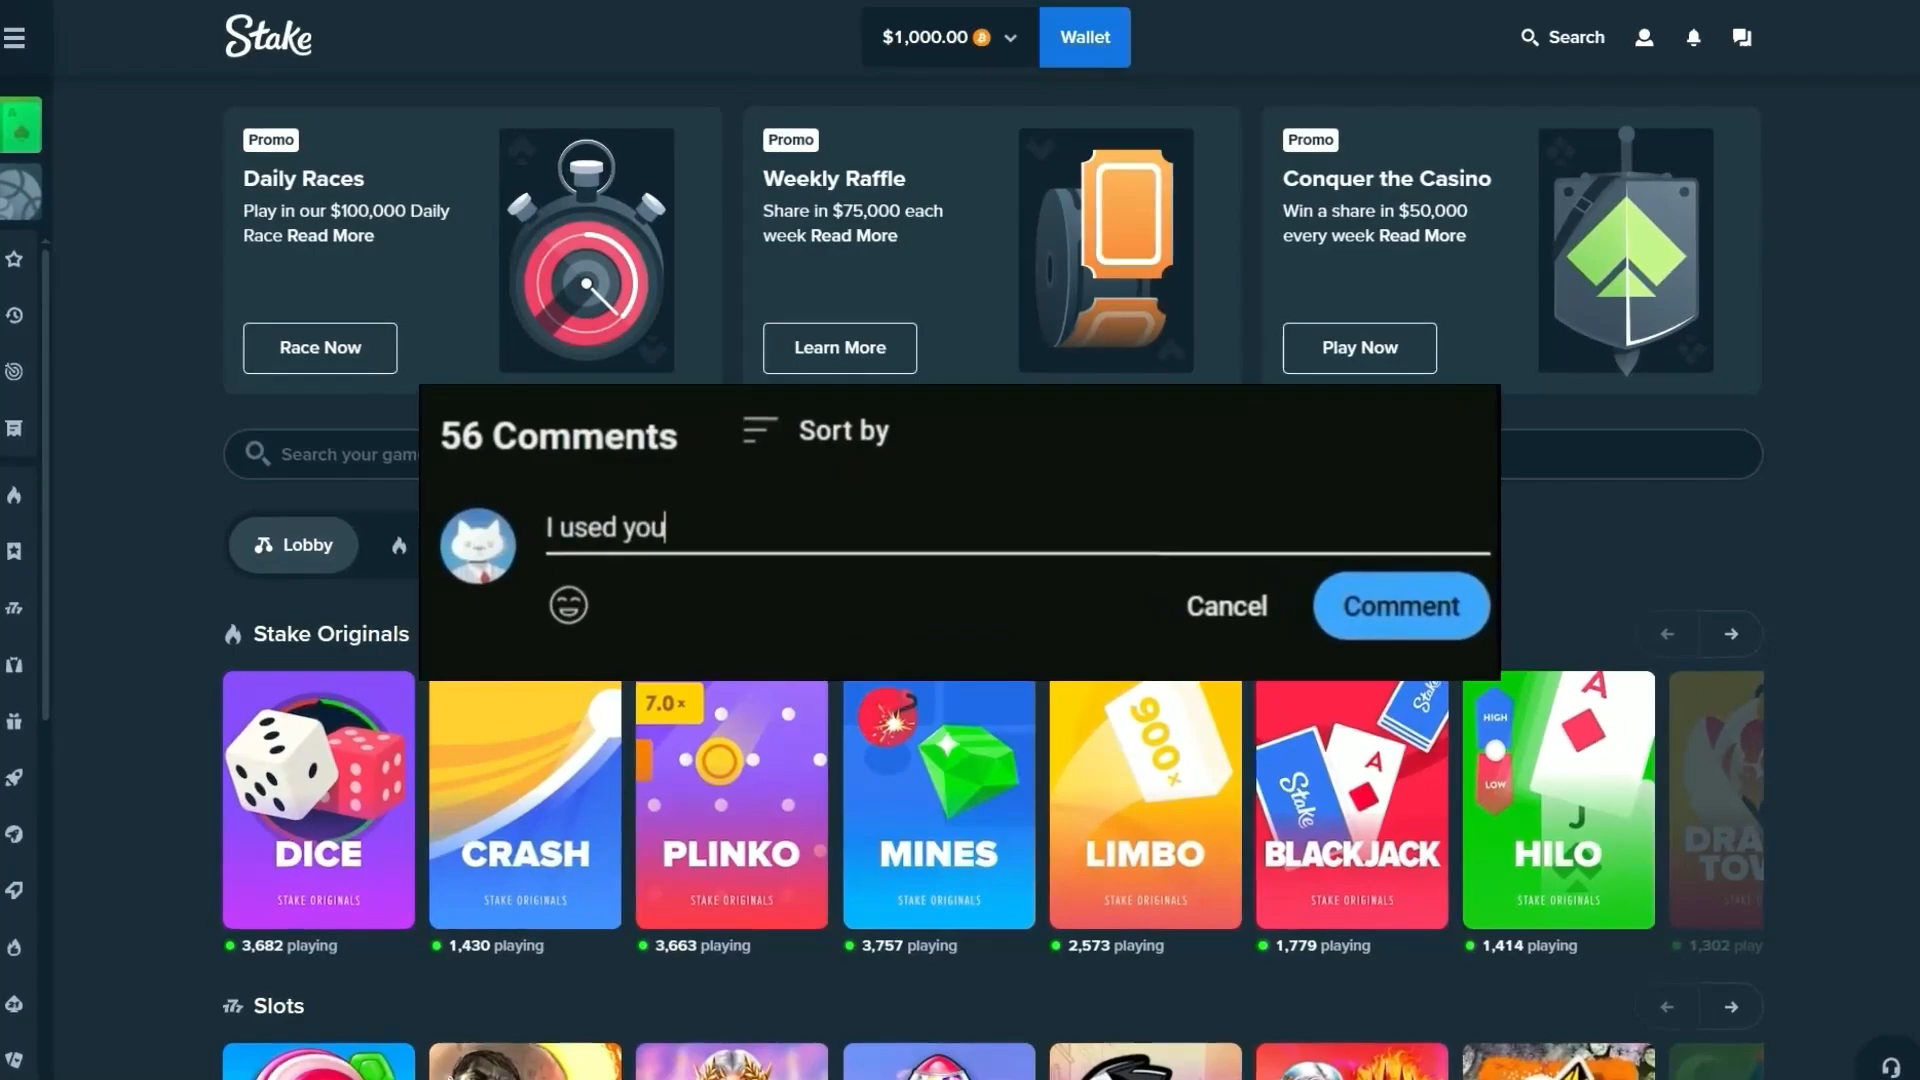 Stake
$1,000.00
Wallet
Search
Promo
Daily Races
Play in our $100,000 Daily
Race Read More
Race Now
Promo
Weekly Raffle
Share in $75,000 each
week Read More
Learn More
Promo
Conquer the Casino
Win a share in $50,000
every week Read More
Play Now
Search your gam
56 Comments
Sort by
I used you
Cancel
Comment
Lobby
Stake Originals
DICE
STAKE ORIGINALS
3,682 playing
CRASH
STAKE ORIGINALS
1,430 playing
7.0×
PLINKO
STAKE ORIGINALS
3,663 playing
MINES
STAKE ORIGINALS
3,757 playing
900×
LIMBO
STAKE ORIGINALS
2,573 playing
Stake
A
Stake
BLACKJACK
STAKE ORIGINALS
1,779 playing
HIGH
LOW
A
J
HILO
STAKE ORIGINALS
1,414 playing
DRA
TOW
1,302 play
Slots